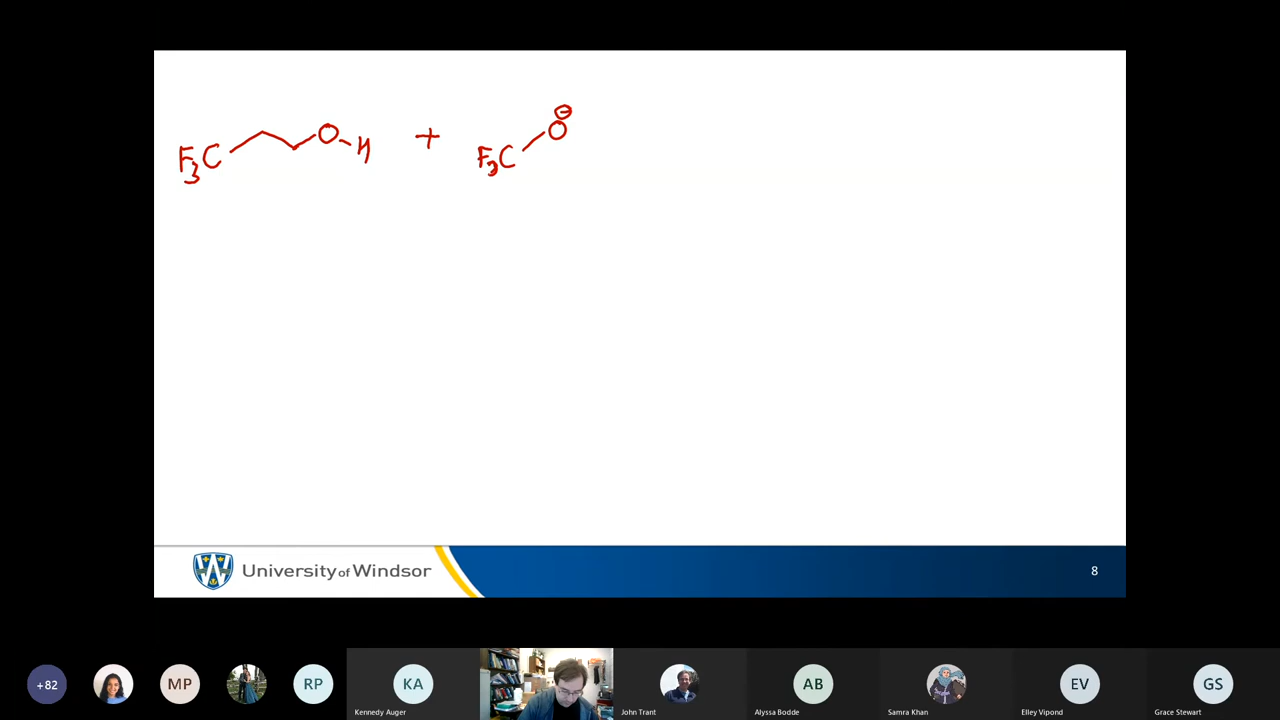 F3C O H + F3C O ⊖
University of Windsor
8
+82
MP
RP
KA
AB
EV
GS
Kennedy Auger
John Trant
Alyssa Bodde
Samra Khan
Elley Vipond
Grace Stewart